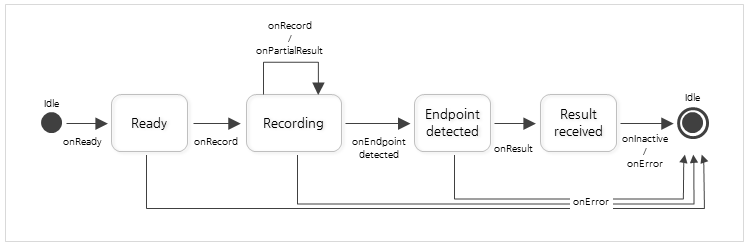 onRecord
/
onPartialResult
Idle
onReady
Ready
onRecord
Recording
onEndpoint
detected
Endpoint
detected
onResult
Result
received
onInactive
/
onError
Idle
onError